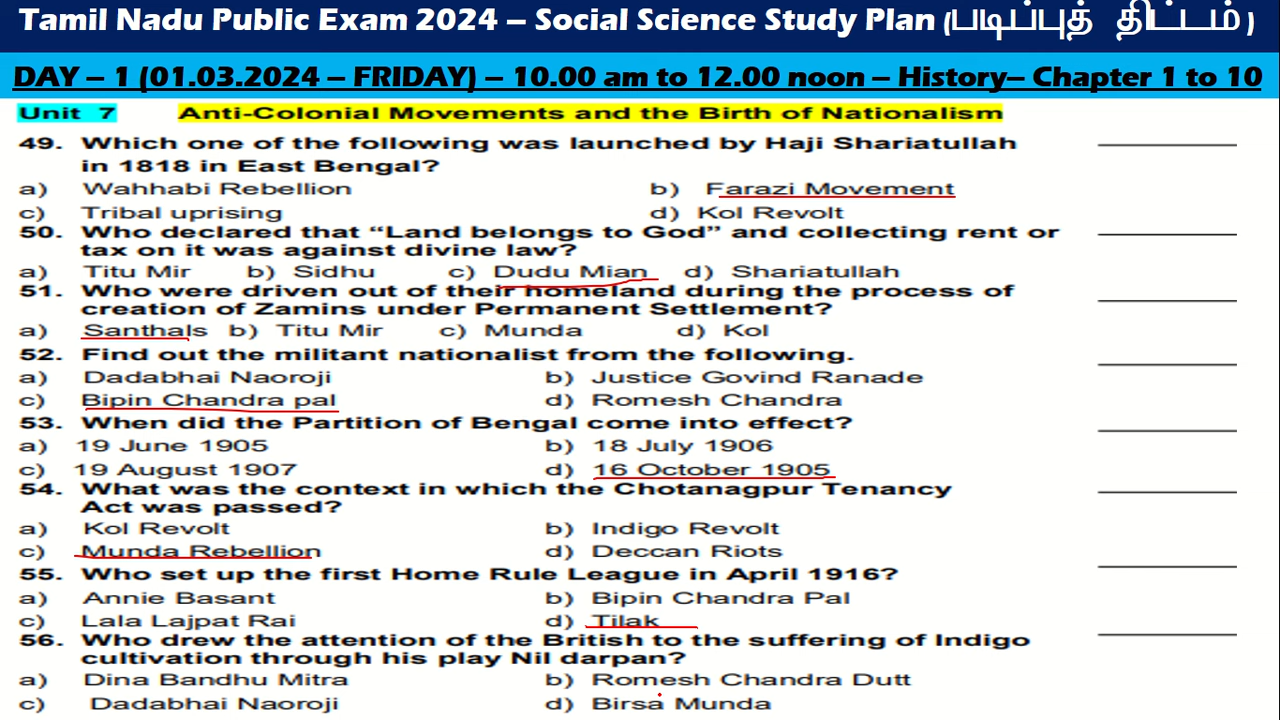 Tamil Nadu Public Exam 2024 – Social Science Study Plan (படிப்புத் திட்டம்)
DAY – 1 (01.03.2024 – FRIDAY) – 10.00 am to 12.00 noon – History– Chapter 1 to 10
Unit 7 Anti-Colonial Movements and the Birth of Nationalism
49. Which one of the following was launched by Haji Shariatullah
in 1818 in East Bengal?
a) Wahhabi Rebellion b) Farazi Movement
c) Tribal uprising d) Kol Revolt
50. Who declared that “Land belongs to God” and collecting rent or
tax on it was against divine law?
a) Titu Mir b) Sidhu c) Dudu Mian d) Shariatullah
51. Who were driven out of their homeland during the process of
creation of Zamins under Permanent Settlement?
a) Santhals b) Titu Mir c) Munda d) Kol
52. Find out the militant nationalist from the following.
a) Dadabhai Naoroji b) Justice Govind Ranade
c) Bipin Chandra pal d) Romesh Chandra
53. When did the Partition of Bengal come into effect?
a) 19 June 1905 b) 18 July 1906
c) 19 August 1907 d) 16 October 1905
54. What was the context in which the Chotanagpur Tenancy
Act was passed?
a) Kol Revolt b) Indigo Revolt
c) Munda Rebellion d) Deccan Riots
55. Who set up the first Home Rule League in April 1916?
a) Annie Basant b) Bipin Chandra Pal
c) Lala Lajpat Rai d) Tilak
56. Who drew the attention of the British to the suffering of Indigo
cultivation through his play Nil darpan?
a) Dina Bandhu Mitra b) Romesh Chandra Dutt
c) Dadabhai Naoroji d) Birsa Munda